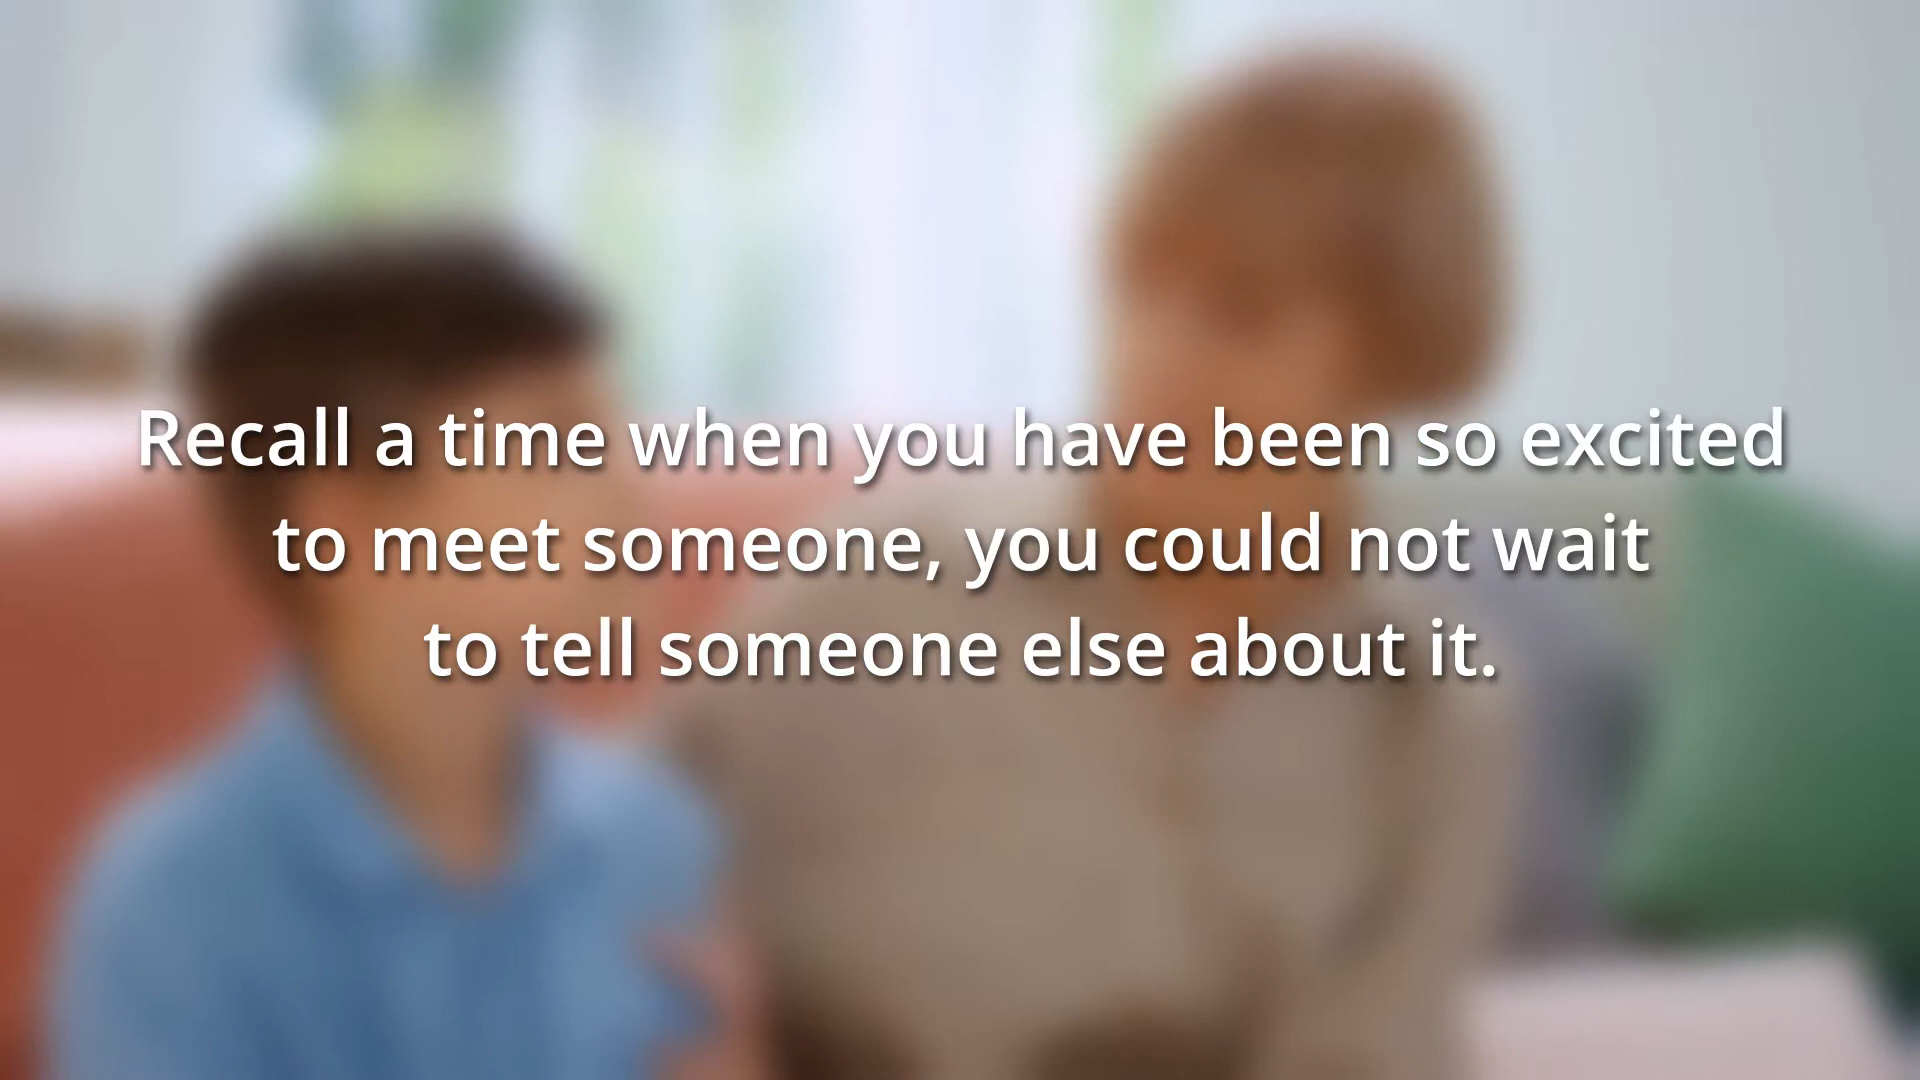 Recall a time when you have been so excited
to meet someone, you could not wait
to tell someone else about it.